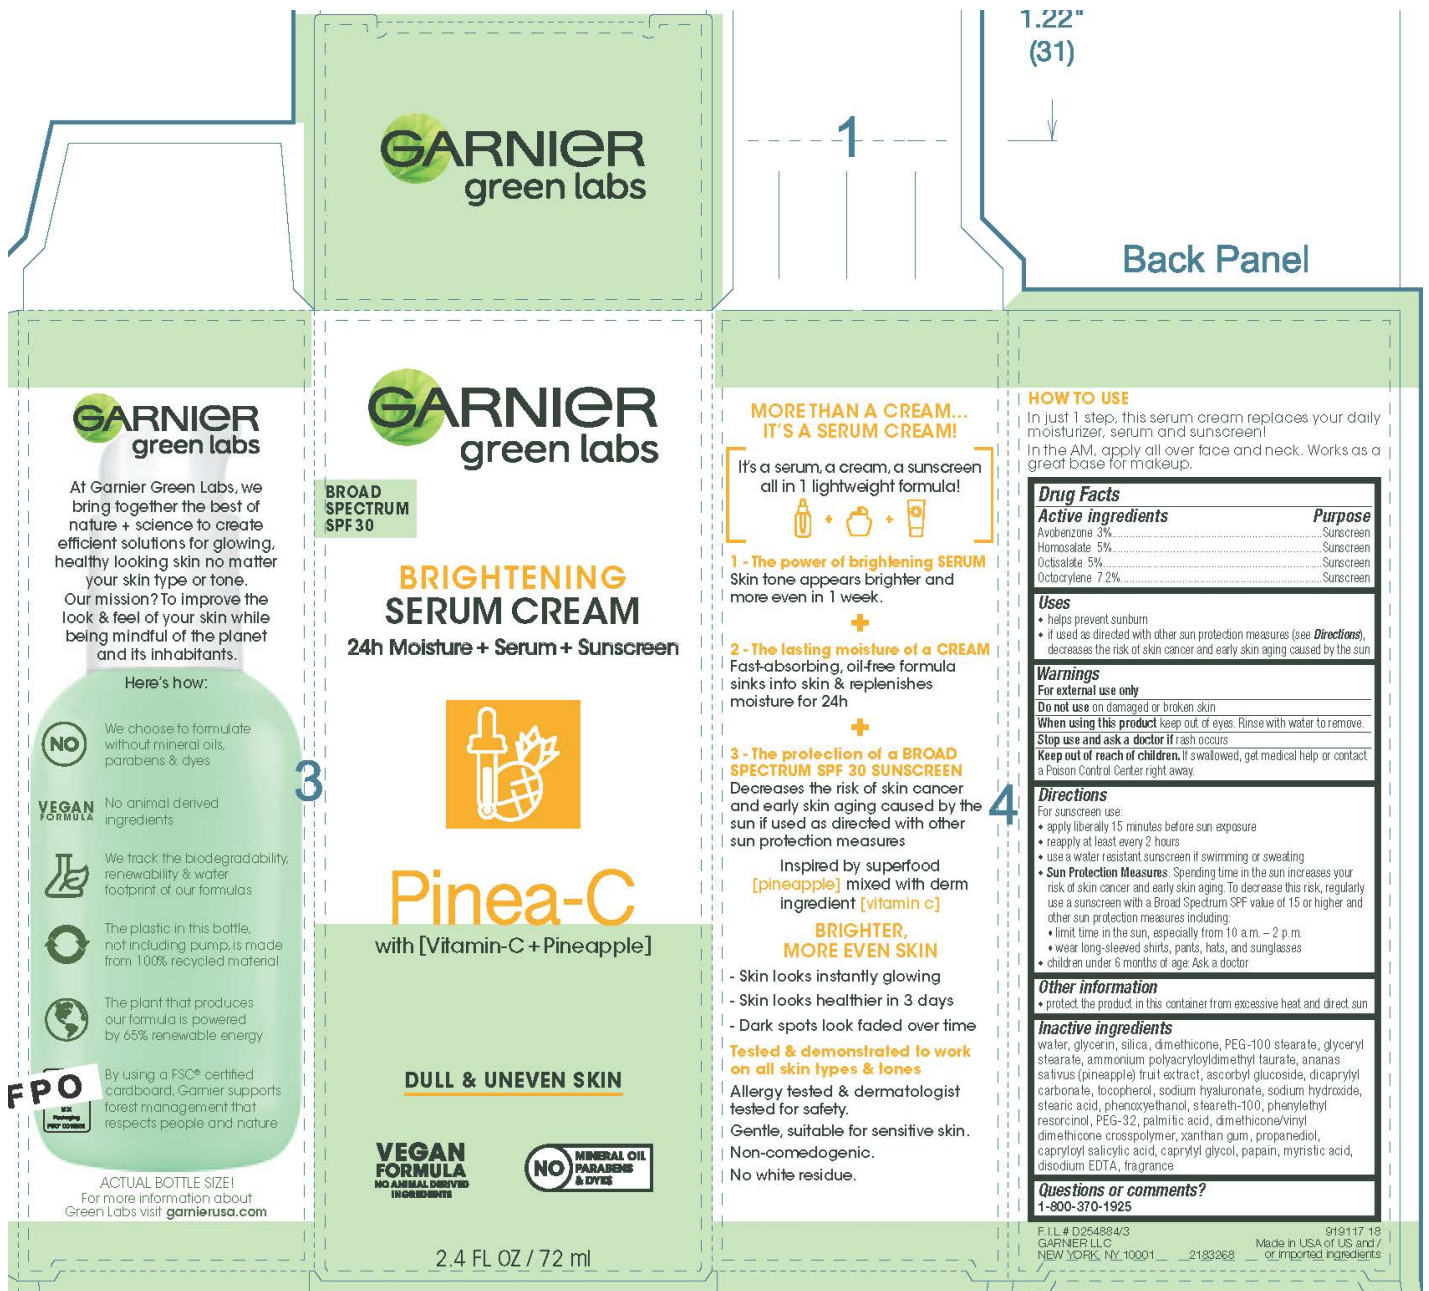 1.22"
(31)
GARNIER
green labs
1
Back Panel
GARNIER
green labs
At Garnier Green Labs, we
bring together the best of
nature + science to create
efficient solutions for glowing,
healthy looking skin no matter
your skin type or tone.
Our mission? To improve the
look & feel of your skin while
being mindful of the planet
and its inhabitants.
Here's how:
NO
We choose to formulate
without mineral oils,
parabens & dyes
VEGAN
FORMULA
No animal derived
ingredients
We track the biodegradability,
renewability & water
footprint of our formulas
The plastic in this bottle,
not including pump, is made
from 100% recycled material
The plant that produces
our formula is powered
by 65% renewable energy
FPO
MIX
Packaging
By using a FSC® certified
cardboard, Garnier supports
forest management that
respects people and nature
ACTUAL BOTTLE SIZE!
For more information about
Green Labs visit garnierusa.com
3
GARNIER
green labs
BROAD
SPECTRUM
SPF 30
BRIGHTENING
SERUM CREAM
24h Moisture + Serum + Sunscreen
Pinea-C
with [Vitamin-C + Pineapple]
DULL & UNEVEN SKIN
VEGAN
FORMULA
NO ANIMAL DERIVED
INGREDIENTS
NO
MINERAL OIL
PARABENS
& DYES
2.4 FL OZ / 72 ml
MORE THAN A CREAM...
IT'S A SERUM CREAM!
It's a serum, a cream, a sunscreen
all in 1 lightweight formula!
+ +
1 - The power of brightening SERUM
Skin tone appears brighter and
more even in 1 week.
+
2 - The lasting moisture of a CREAM
Fast-absorbing, oil-free formula
sinks into skin & replenishes
moisture for 24h
+
3 - The protection of a BROAD
SPECTRUM SPF 30 SUNSCREEN
Decreases the risk of skin cancer
and early skin aging caused by the
sun if used as directed with other
sun protection measures
Inspired by superfood
[pineapple] mixed with derm
ingredient [vitamin c]
BRIGHTER,
MORE EVEN SKIN
- Skin looks instantly glowing
- Skin looks healthier in 3 days
- Dark spots look faded over time
Tested & demonstrated to work
on all skin types & tones
Allergy tested & dermatologist
tested for safety.
Gentle, suitable for sensitive skin.
Non-comedogenic.
No white residue.
4
HOW TO USE
In just 1 step, this serum cream replaces your daily
moisturizer, serum and sunscreen!
In the AM, apply all over face and neck. Works as a
great base for makeup.
Drug Facts
Active ingredients Purpose
Avobenzone 3%..........Sunscreen
Homosalate 5%..........Sunscreen
Octisalate 5%..........Sunscreen
Octocrylene 7.2%..........Sunscreen
Uses
♦ helps prevent sunburn
♦ if used as directed with other sun protection measures (see Directions),
decreases the risk of skin cancer and early skin aging caused by the sun
Warnings
For external use only
Do not use on damaged or broken skin
When using this product keep out of eyes. Rinse with water to remove.
Stop use and ask a doctor if rash occurs
Keep out of reach of children. If swallowed, get medical help or contact
a Poison Control Center right away.
Directions
For sunscreen use:
♦ apply liberally 15 minutes before sun exposure
♦ reapply at least every 2 hours
♦ use a water resistant sunscreen if swimming or sweating
♦ Sun Protection Measures. Spending time in the sun increases your
risk of skin cancer and early skin aging. To decrease this risk, regularly
use a sunscreen with a Broad Spectrum SPF value of 15 or higher and
other sun protection measures including:
♦ limit time in the sun, especially from 10 a.m. – 2 p.m.
♦ wear long-sleeved shirts, pants, hats, and sunglasses
♦ children under 6 months of age: Ask a doctor
Other information
♦ protect the product in this container from excessive heat and direct sun
Inactive ingredients
water, glycerin, silica, dimethicone, PEG-100 stearate, glyceryl
stearate, ammonium polyacryloyldimethyl taurate, ananas
sativus (pineapple) fruit extract, ascorbyl glucoside, dicaprylyl
carbonate, tocopherol, sodium hyaluronate, sodium hydroxide,
stearic acid, phenoxyethanol, steareth-100, phenylethyl
resorcinol, PEG-32, palmitic acid, dimethicone/vinyl
dimethicone crosspolymer, xanthan gum, propanediol,
capryloyl salicylic acid, caprylyl glycol, papain, myristic acid,
disodium EDTA, fragrance
Questions or comments?
1-800-370-1925
F.I.L.# D254884/3 919117 18
GARNIER LLC Made in USA of US and /
NEW YORK, NY 10001 2183268 or imported ingredients